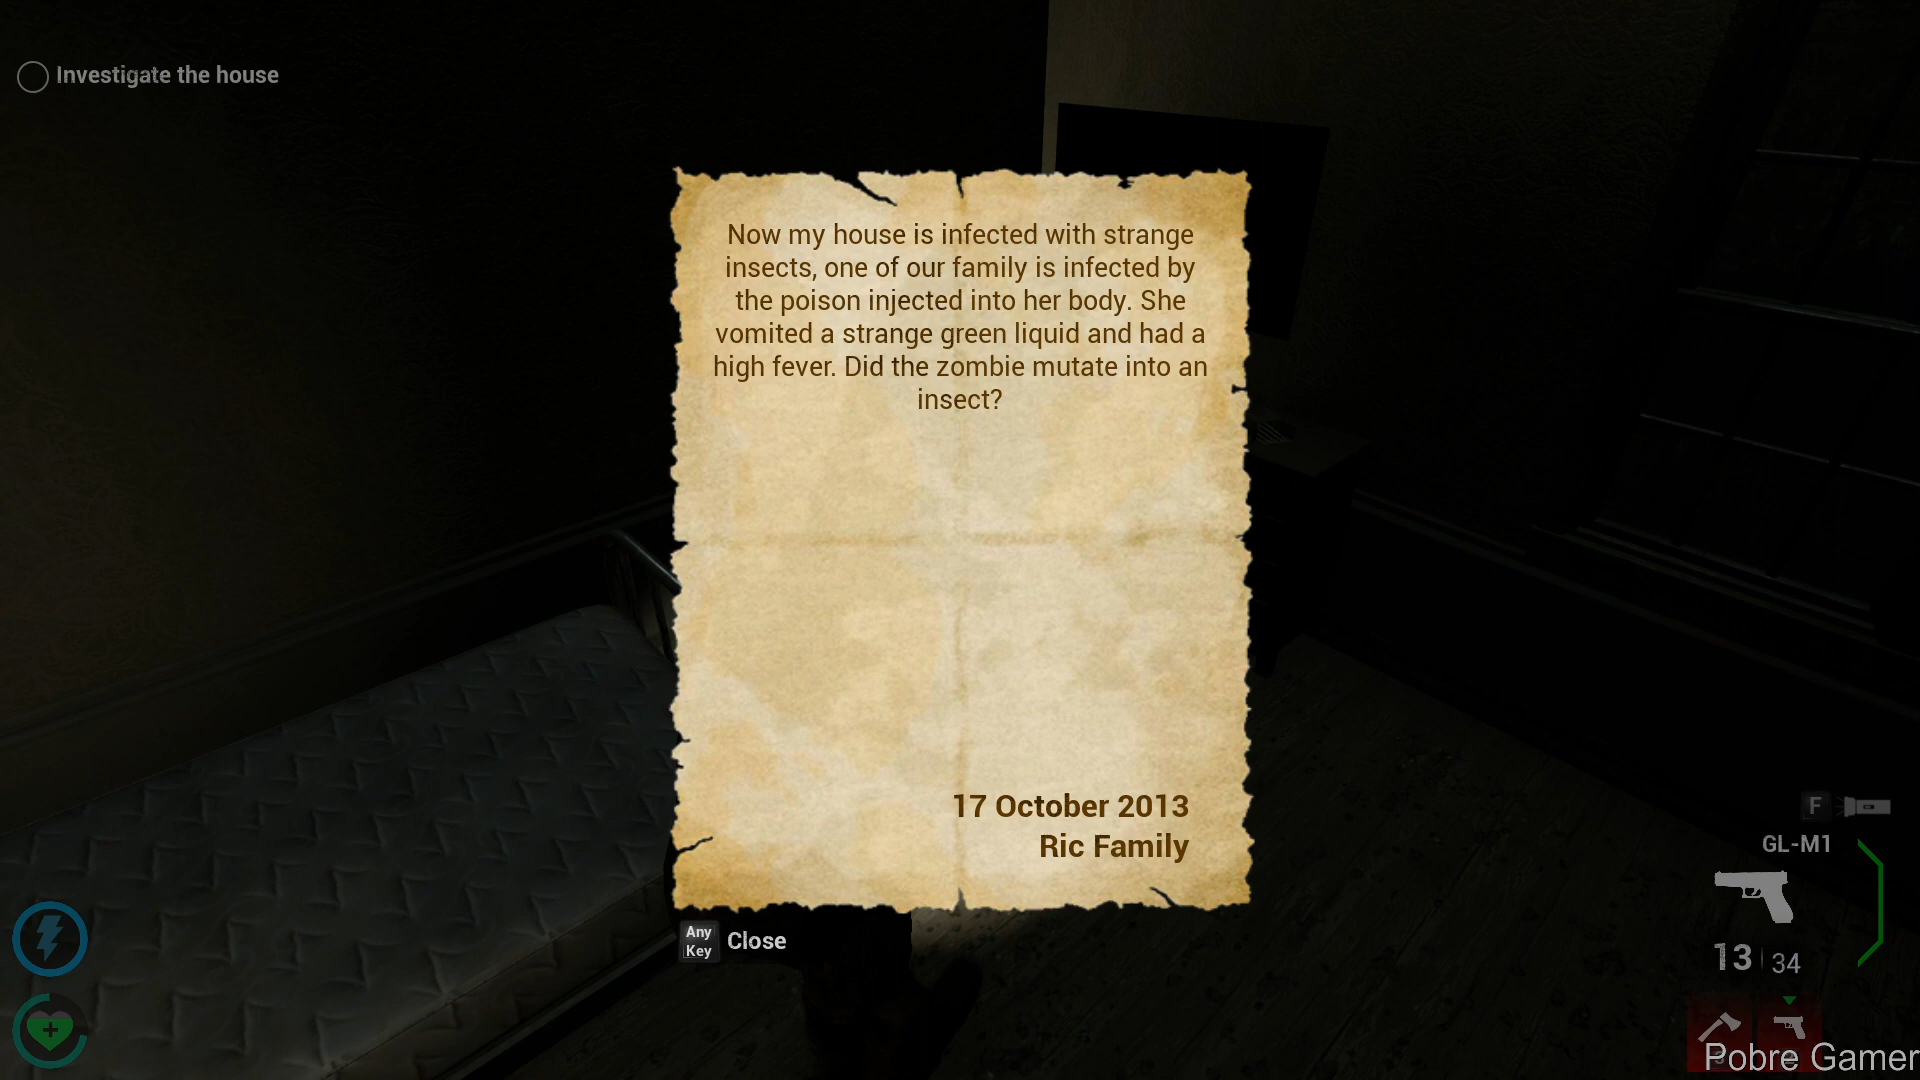 Investigate the house
Now my house is infected with strange
insects, one of our family is infected by
the poison injected into her body. She
vomited a strange green liquid and had a
high fever. Did the zombie mutate into an
insect?
17 October 2013
Ric Family
Any
Key
Close
F
GL-M1
13
34
Pobre Gamer